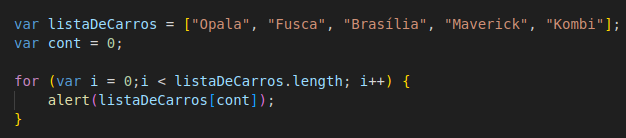 var listaDeCarros = ["Opala", "Fusca", "Brasília", "Maverick", "Kombi"];
var cont = 0;

for (var i = 0;i < listaDeCarros.length; i++) {
    alert(listaDeCarros[cont]);
}